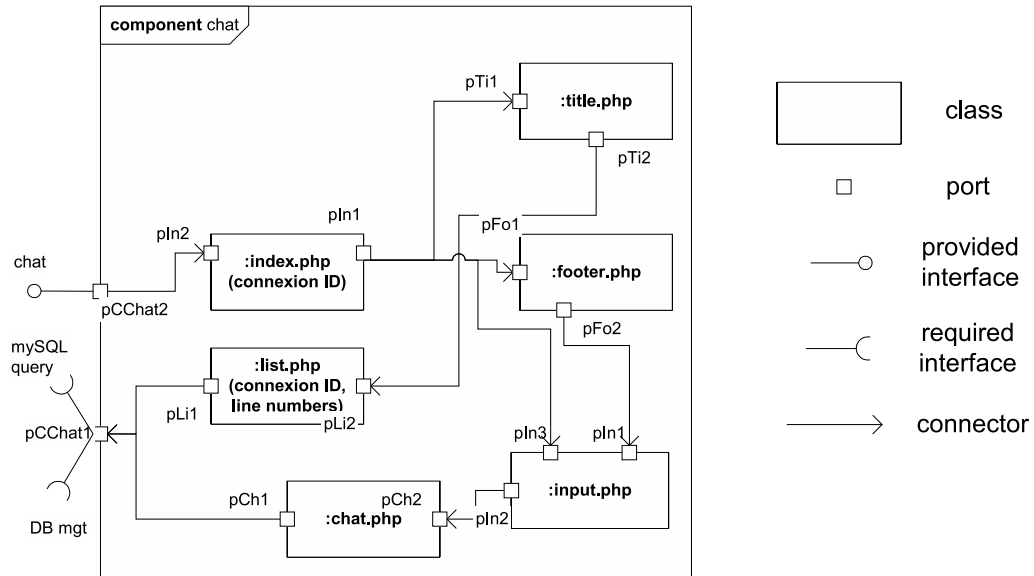 component chat
pTi1
:title.php
class
pTi2
port
pIn1
pFo1
pIn2
:index.php
(connexion ID)
:footer.php
chat
provided
interface
pCChat2
pFo2
mySQL
query
:list.php
(connexion ID,
line numbers)
required
interface
pLi1
pLi2
pCChat1
pIn3
pIn1
connector
pCh1
pCh2
:input.php
:chat.php
pIn2
DB mgt